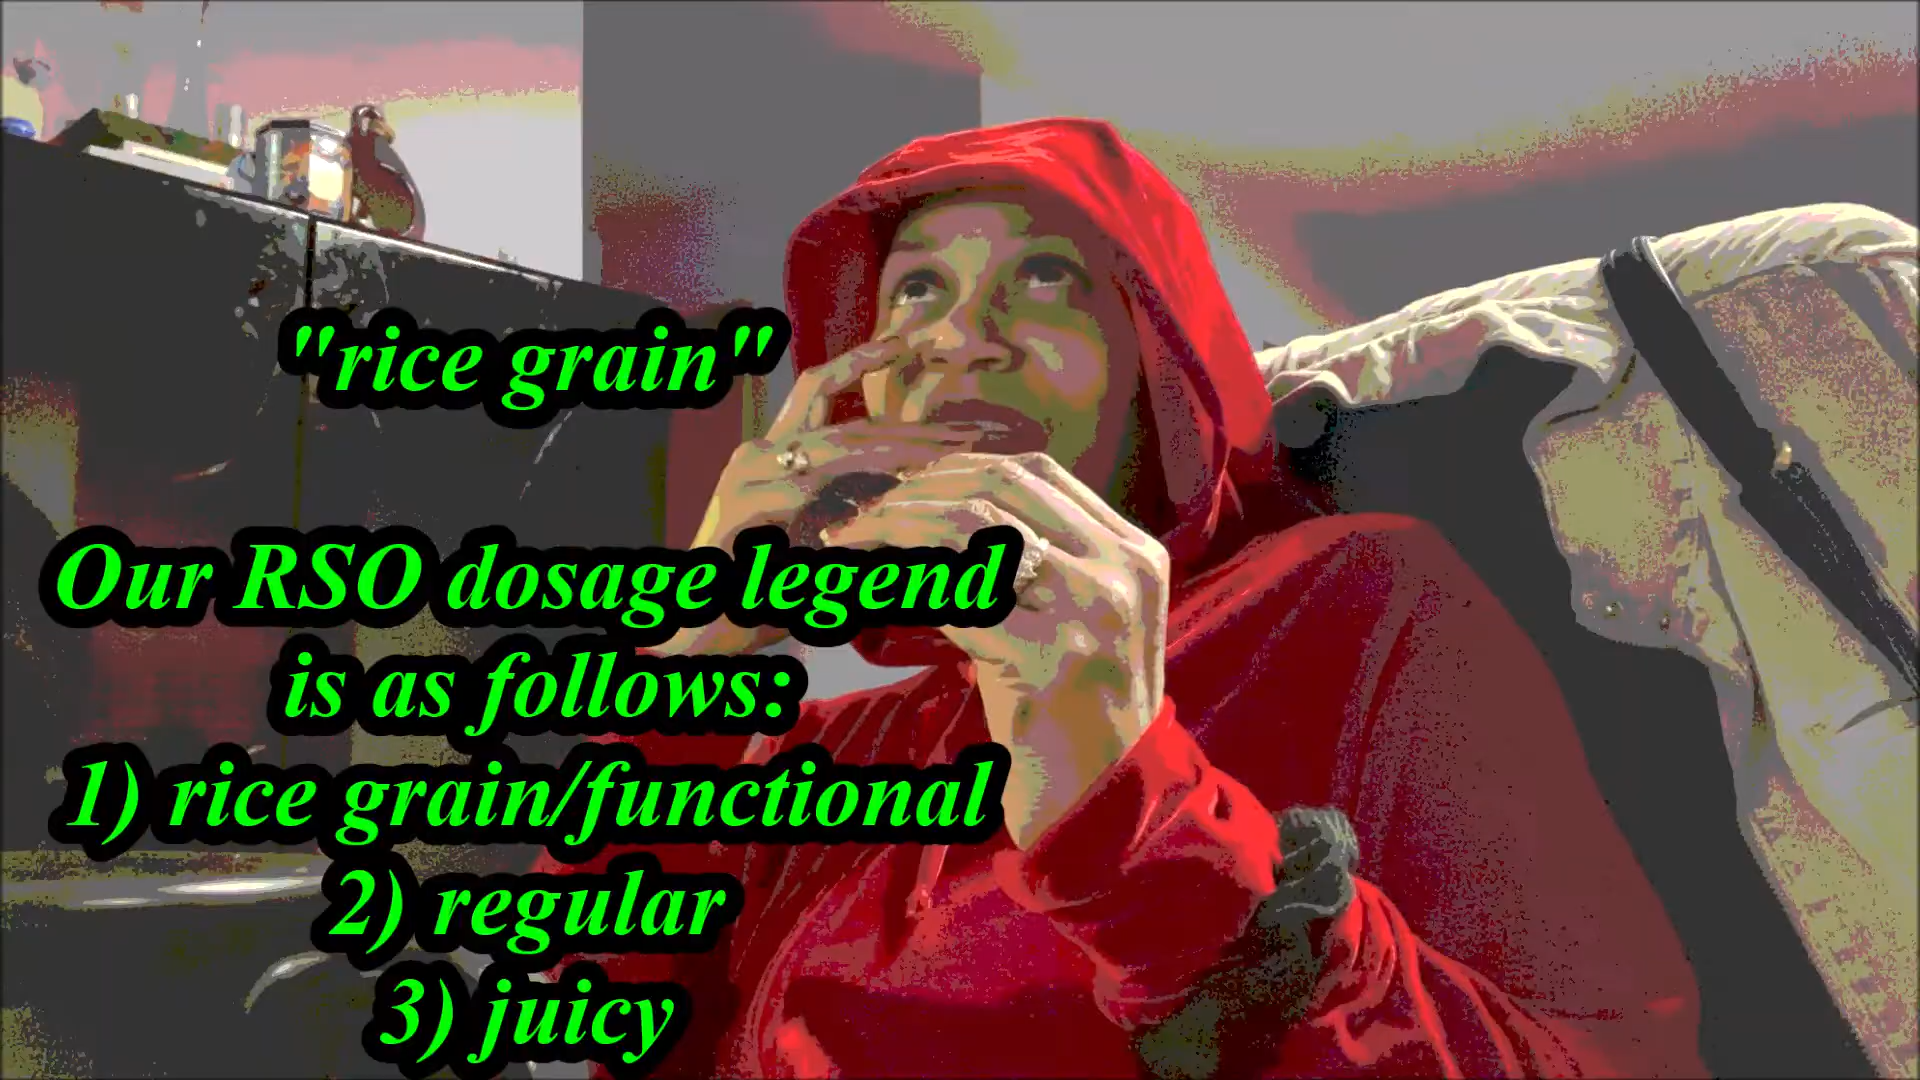 "rice grain"
Our RSO dosage legend
is as follows:
1) rice grain/functional
2) regular
3) juicy